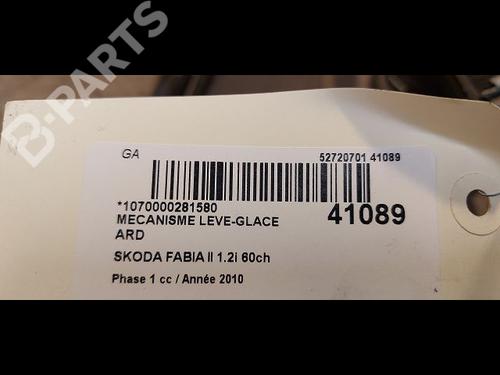 B-PARTS
GA
52720701 41089
*1070000281580
MECANISME LEVE-GLACE
ARD
41089
SKODA FABIA II 1.2i 60ch
Phase 1 cc / Année 2010